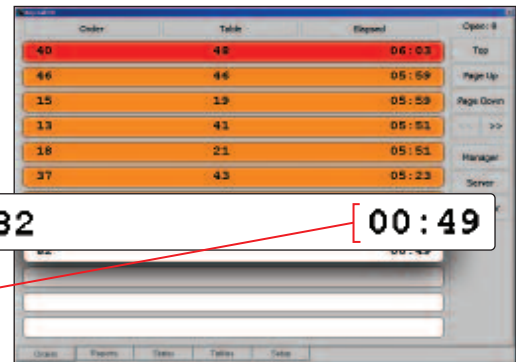 Order Table Elapsed Open: 9
40 48 06:03 Top
46 46 05:59 Page Up
15 19 05:59 Page Down
13 41 05:51 >>
18 21 05:51 Manager
37 43 05:23 Server
32 00:49
Orders Reports Status Tables Setup